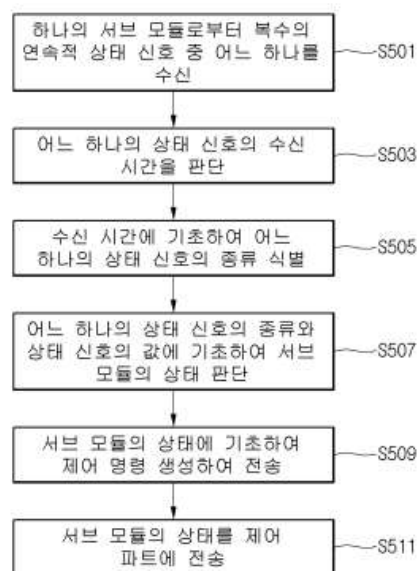 하나의 서브 모듈로부터 복수의
연속적 상태 신호 중 어느 하나를
수신
S501
어느 하나의 상태 신호의 수신
시간을 판단
S503
수신 시간에 기초하여 어느
하나의 상태 신호의 종류 식별
S505
어느 하나의 상태 신호의 종류와
상태 신호의 값에 기초하여 서브
모듈의 상태 판단
S507
서브 모듈의 상태에 기초하여
제어 명령 생성하여 전송
S509
서브 모듈의 상태를 제어
파트에 전송
S511